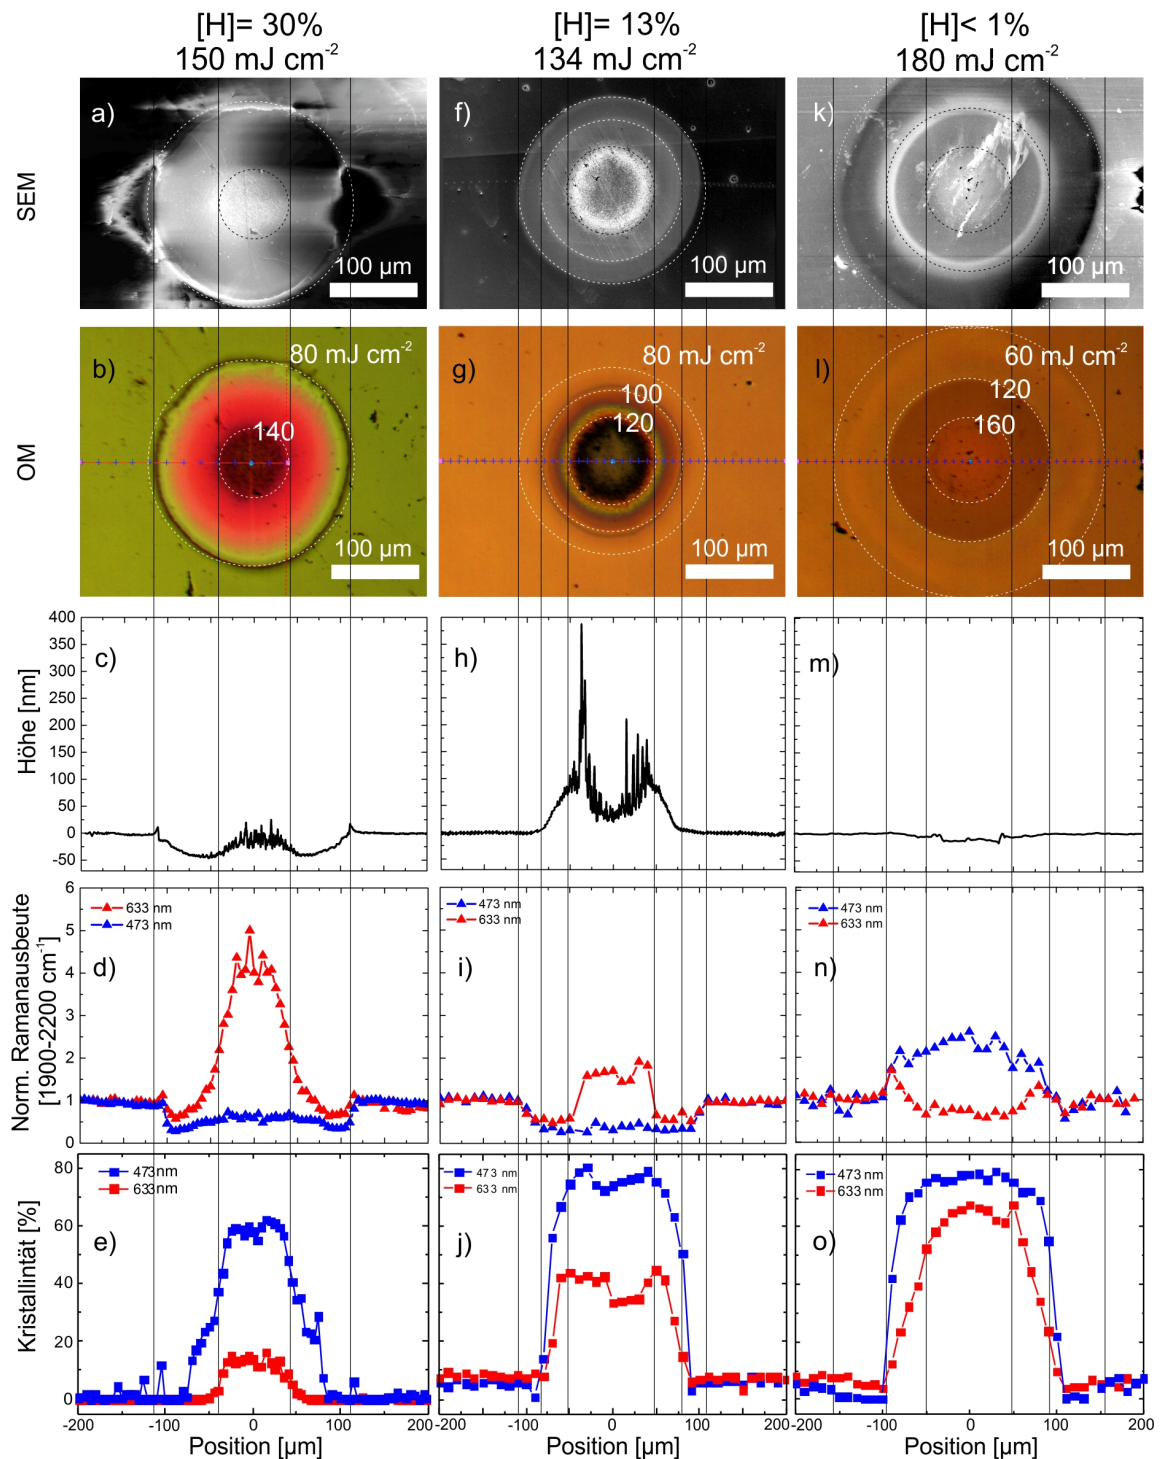 [H]= 30%
150 mJ cm-2
[H]= 13%
134 mJ cm-2
[H]< 1%
180 mJ cm-2
SEM
a)
100 µm
f)
100 µm
k)
100 µm
OM
b)
80 mJ cm-2
140
100 µm
g)
80 mJ cm-2
100
120
100 µm
l)
60 mJ cm-2
120
160
100 µm
Höhe [nm]
400
350
300
250
200
150
100
50
0
-50
c)
h)
m)
Norm. Ramanausbeute
[1900-2200 cm-1]
6
5
4
3
2
1
0
633 nm
473 nm
d)
473 nm
633 nm
i)
473 nm
633 nm
n)
Kristallintät [%]
80
60
40
20
0
473nm
633nm
e)
473 nm
633 nm
j)
473 nm
633 nm
o)
-200 -100 0 100 -200 -100 0 100 -200 -100 0 100 200
Position [µm]
Position [µm]
Position [µm]